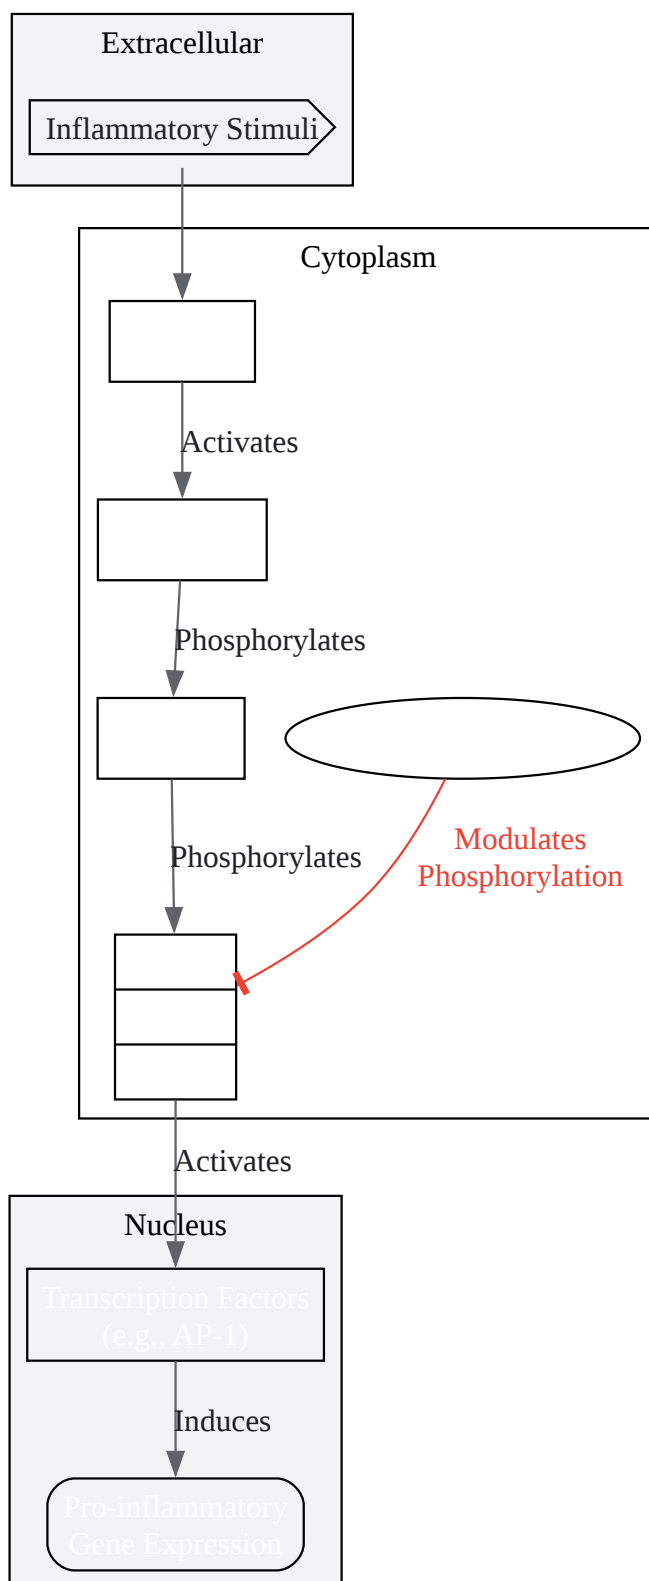 Extracellular
Inflammatory Stimuli
Cytoplasm
Activates
Phosphorylates
Phosphorylates
Modulates
Phosphorylation
Activates
Nucleus
Transcription Factors
(e.g., AP-1)
Induces
Pro-inflammatory
Gene Expression